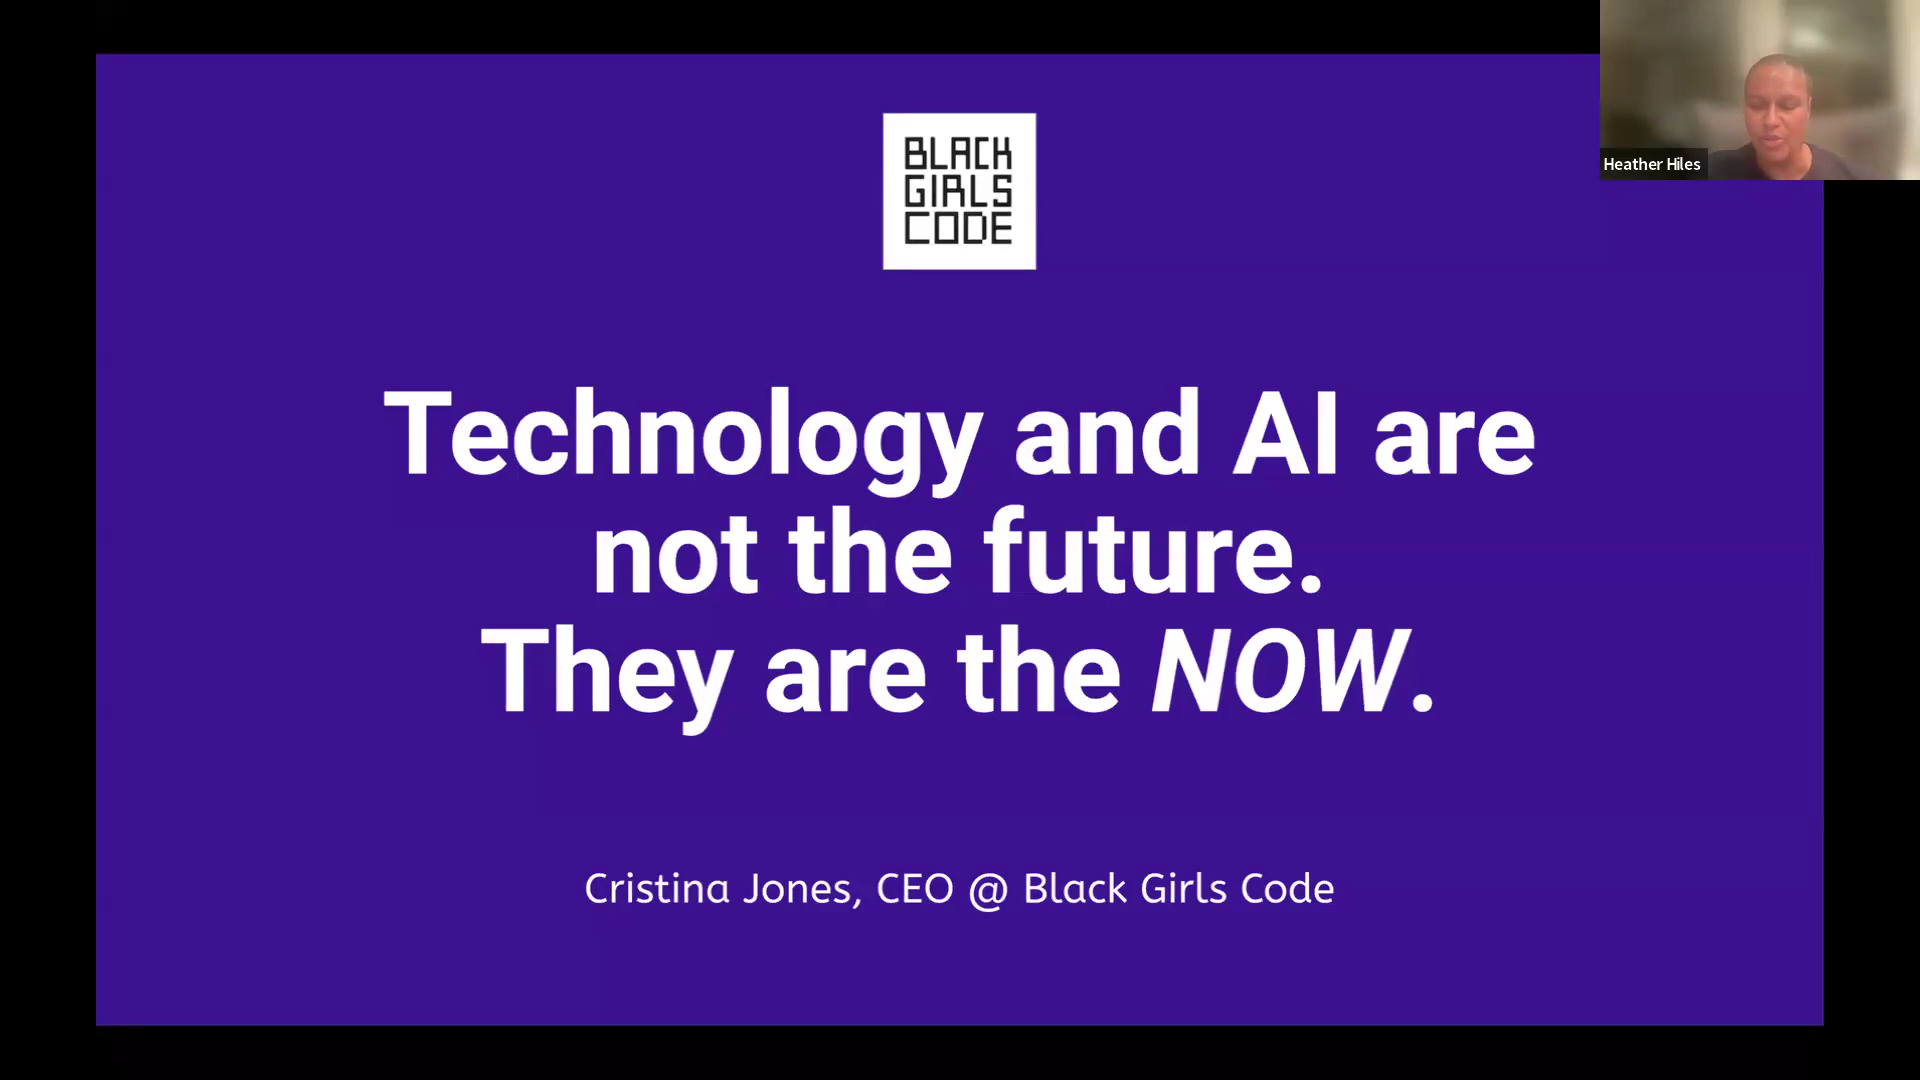 BLACK
GIRLS
CODE
Heather Hiles
Technology and AI are
not the future.
They are the NOW.
Cristina Jones, CEO @ Black Girls Code